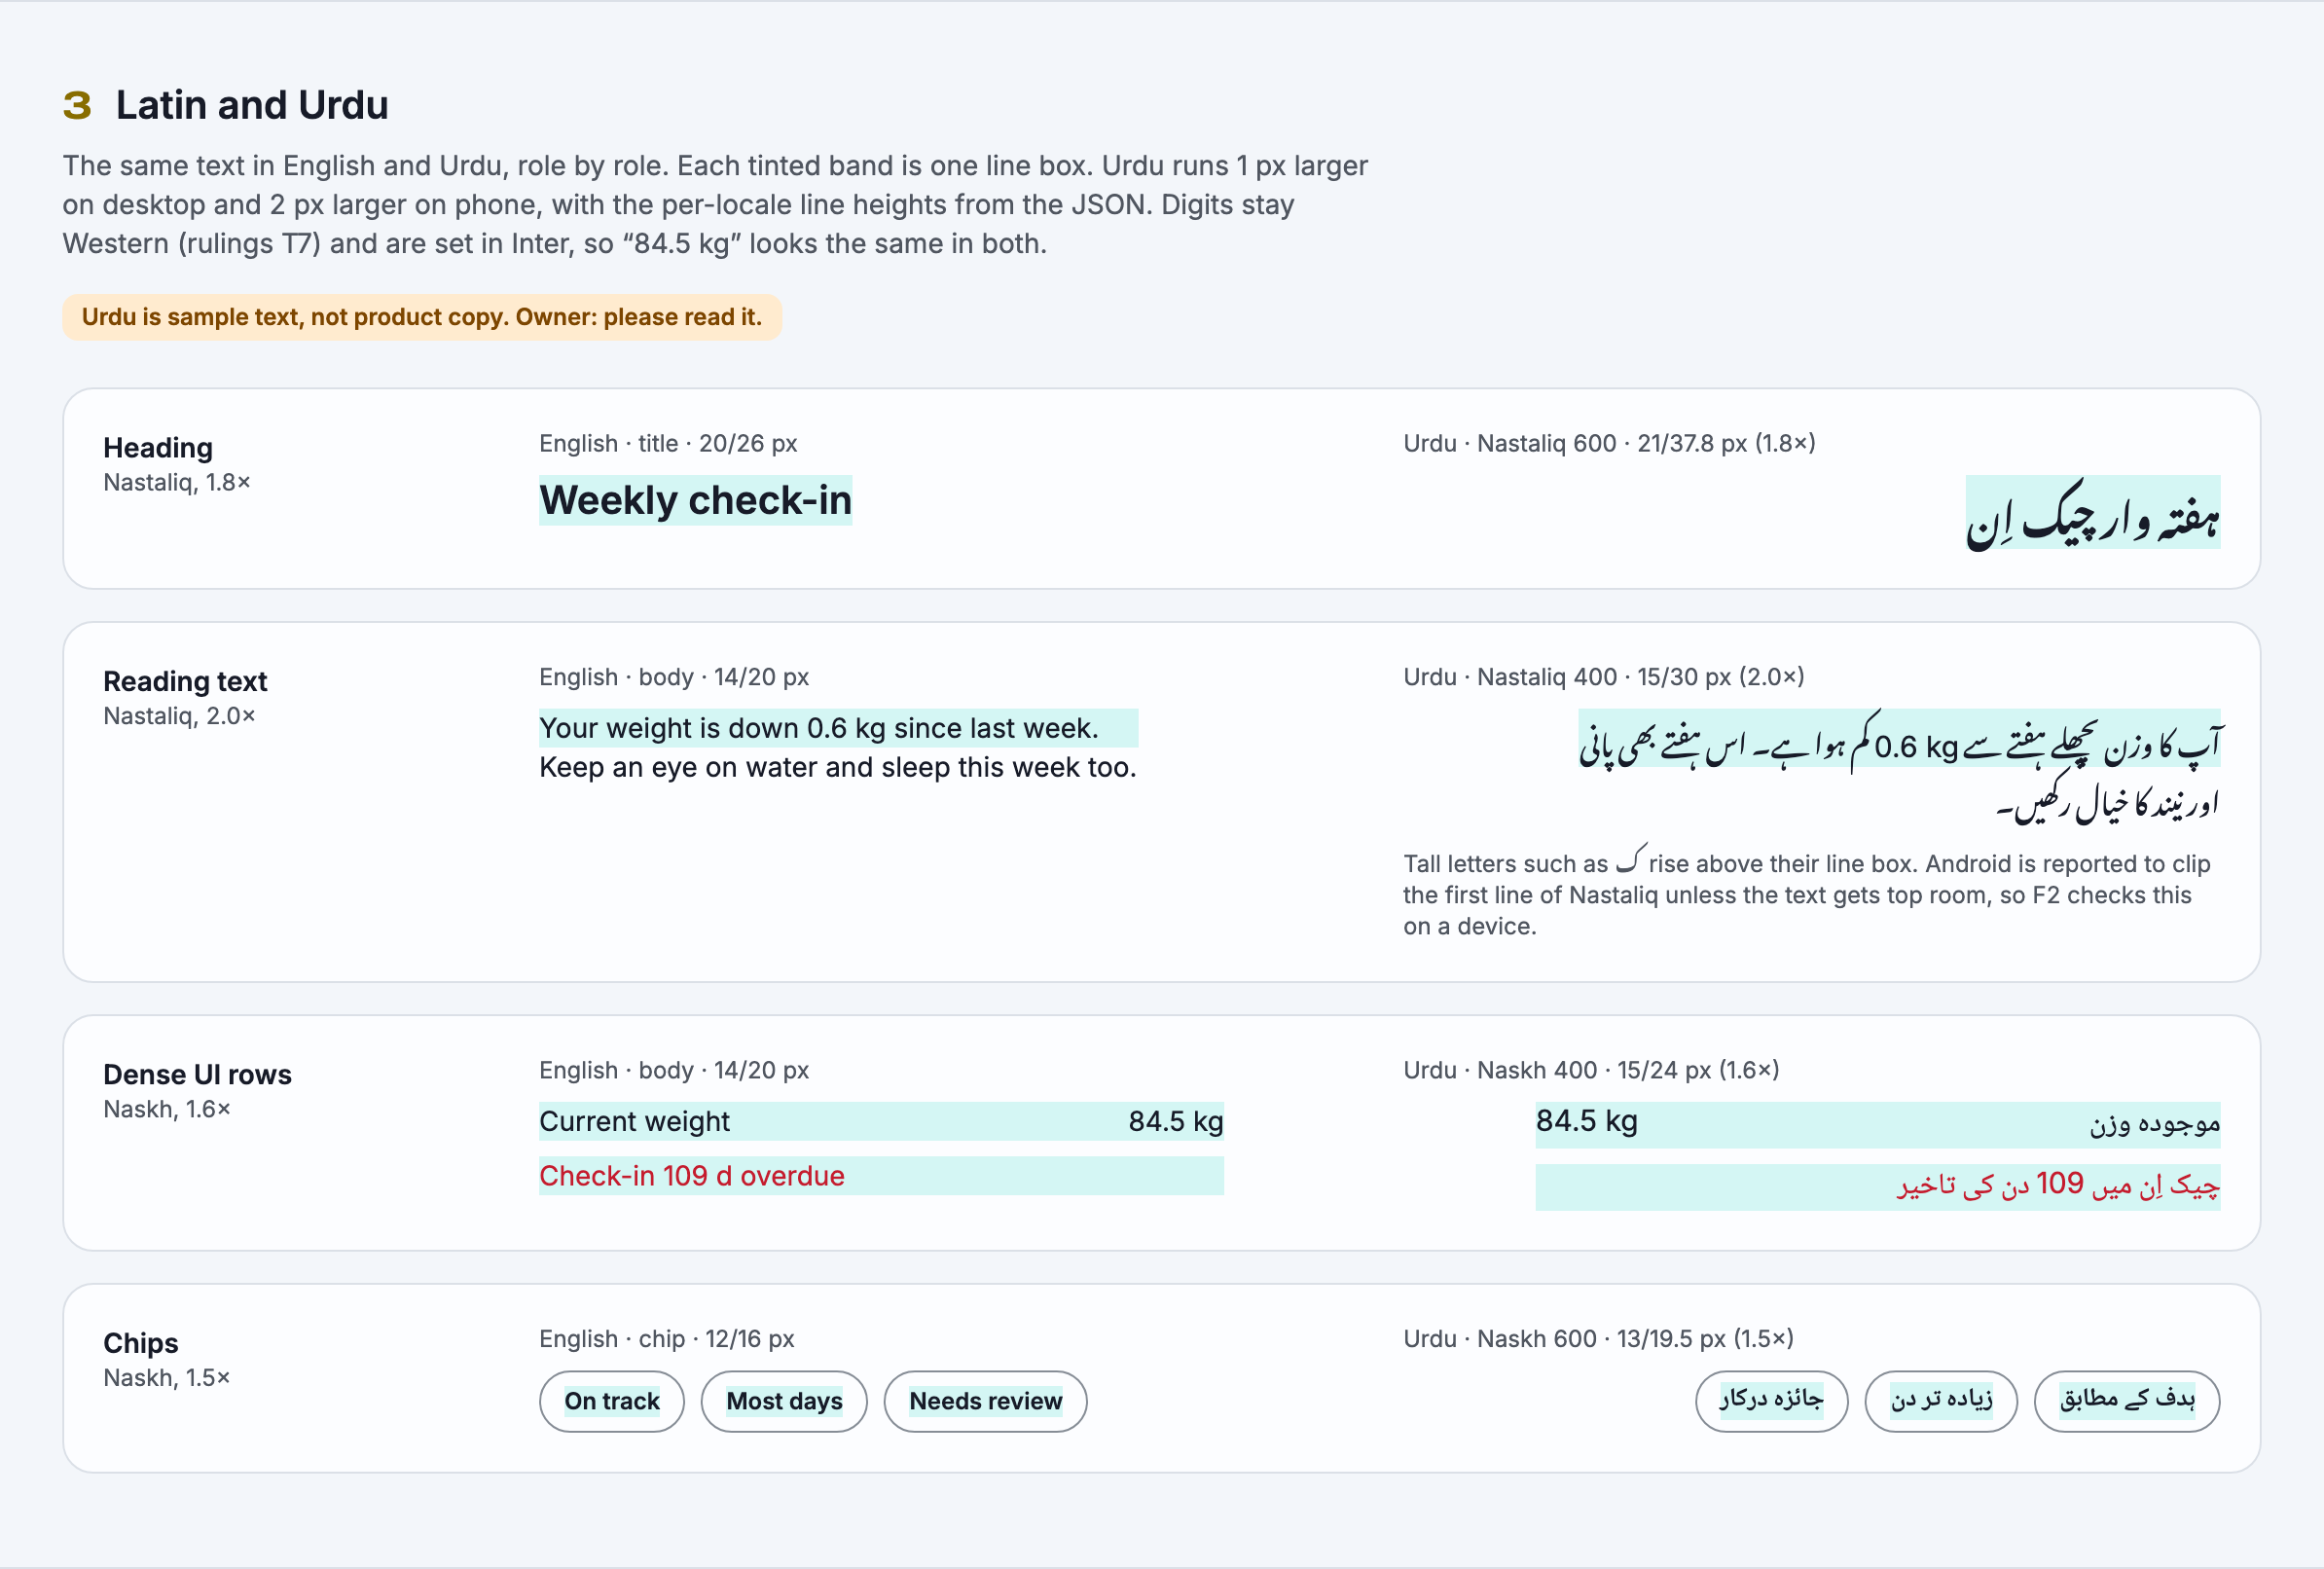 3 Latin and Urdu
The same text in English and Urdu, role by role. Each tinted band is one line box. Urdu runs 1 px larger
on desktop and 2 px larger on phone, with the per-locale line heights from the JSON. Digits stay
Western (rulings T7) and are set in Inter, so “84.5 kg” looks the same in both.
Urdu is sample text, not product copy. Owner: please read it.
Heading
Nastaliq, 1.8×
English · title · 20/26 px
Weekly check-in
Urdu · Nastaliq 600 · 21/37.8 px (1.8×)
ہفتہ وار چیک اِن
Reading text
Nastaliq, 2.0×
English · body · 14/20 px
Your weight is down 0.6 kg since last week.
Keep an eye on water and sleep this week too.
Urdu · Nastaliq 400 · 15/30 px (2.0×)
آپ کا وزن پچھلے ہفتے سے 0.6 kg کم ہوا ہے۔ اس ہفتے بھی پانی
اور نیند کا خیال رکھیں۔
Tall letters such as ک rise above their line box. Android is reported to clip
the first line of Nastaliq unless the text gets top room, so F2 checks this
on a device.
Dense UI rows
Naskh, 1.6×
English · body · 14/20 px
Current weight 84.5 kg
Check-in 109 d overdue
Urdu · Naskh 400 · 15/24 px (1.6×)
موجودہ وزن 84.5 kg
چیک اِن میں 109 دن کی تاخیر
Chips
Naskh, 1.5×
English · chip · 12/16 px
On track Most days Needs review
Urdu · Naskh 600 · 13/19.5 px (1.5×)
ہدف کے مطابق زیادہ تر دن جائزہ درکار